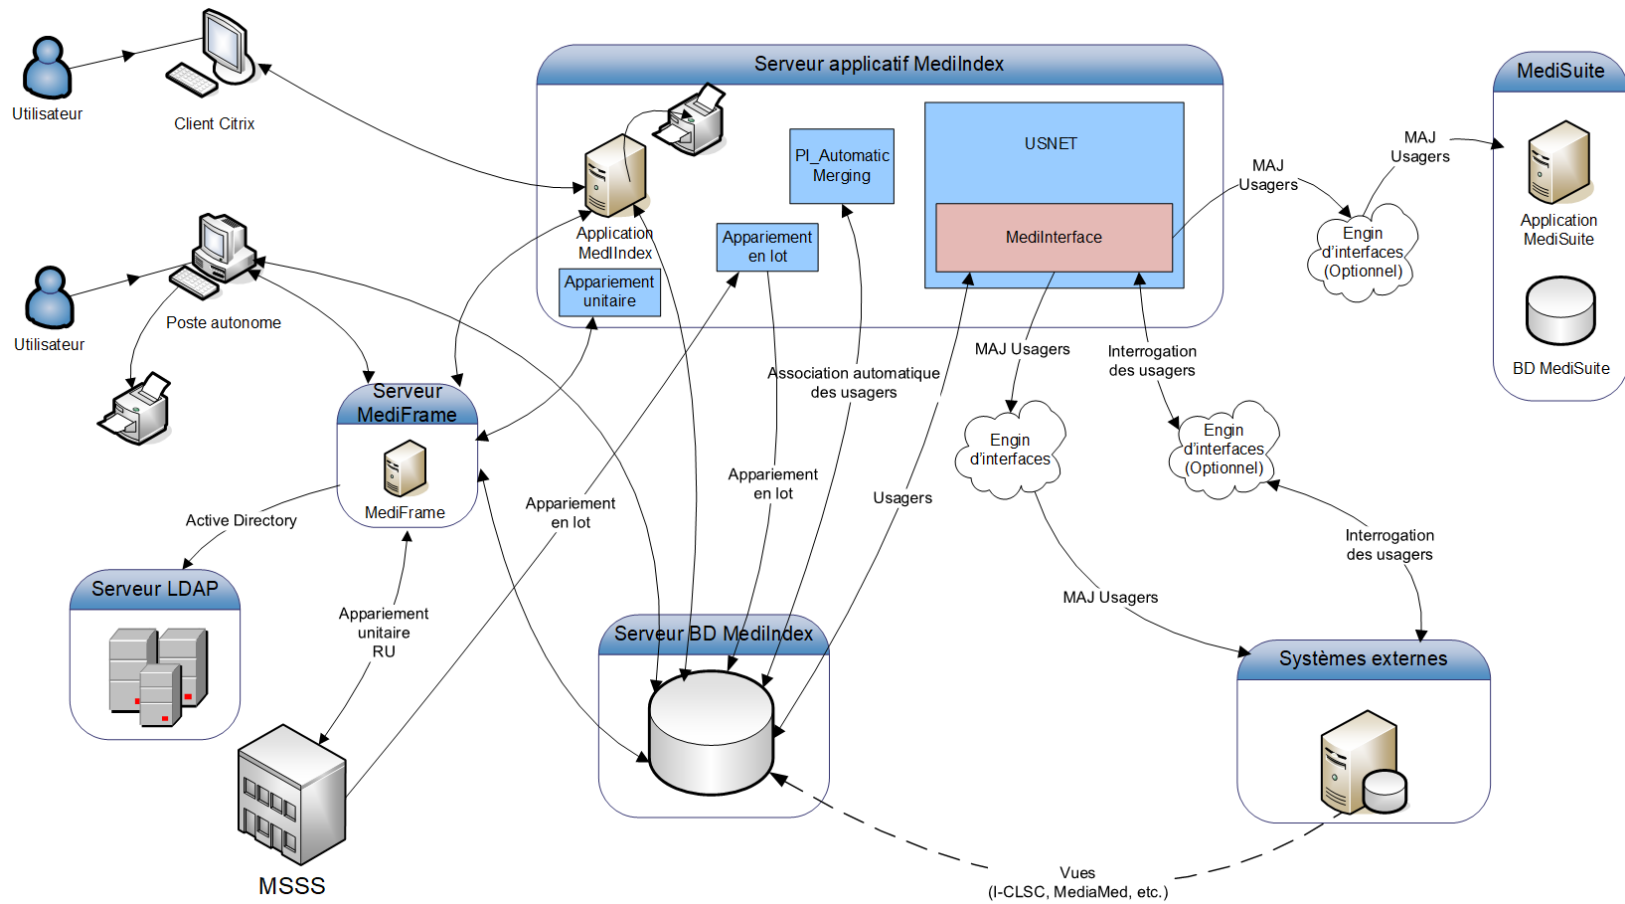 Utilisateur
Client Citrix
Serveur applicatif MediIndex
MediSuite
USNET
PI_Automatic
Merging
MAJ
Usagers
MAJ
Usagers
Application
MedIIndex
Appariement
en lot
MediInterface
Engin
d'interfaces
(Optionnel)
Application
MediSuite
Appariement
unitaire
Utilisateur
Poste autonome
BD MediSuite
MAJ Usagers
Interrogation
des usagers
Association automatique
des usagers
Serveur
MediFrame
Engin
d'interfaces
Engin
d'interfaces
(Optionnel)
MediFrame
Appariement
en lot
Appariement
en lot
Usagers
Active Directory
Interrogation
des usagers
Serveur LDAP
Appariement
unitaire
RU
MAJ Usagers
Serveur BD MediIndex
Systèmes externes
MSSS
Vues
(I-CLSC, MediaMed, etc.)